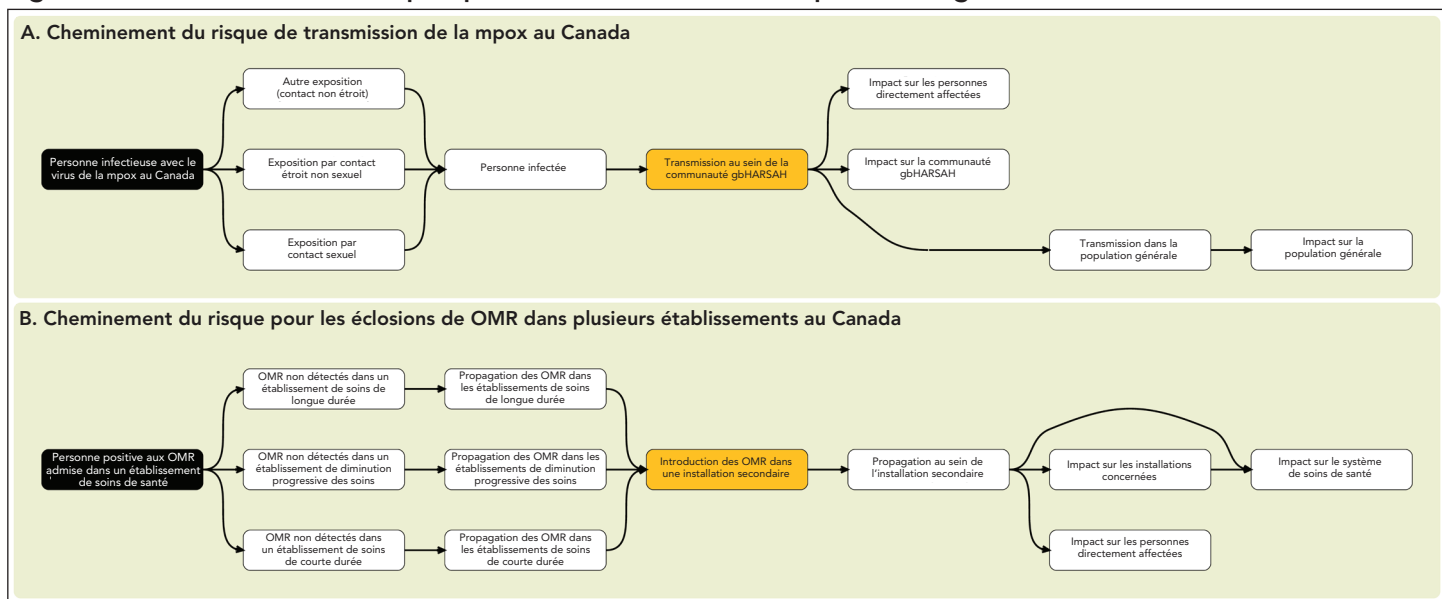 A. Cheminement du risque de transmission de la mpox au Canada
Autre exposition
(contact non étroit)
Impact sur les personnes
directement affectées
Personne infectieuse avec le
virus de la mpox au Canada
Exposition par contact
étroit non sexuel
Personne infectée
Transmission au sein de la
communauté gbHARSAH
Impact sur la communauté
gbHARSAH
Exposition par
contact sexuel
Transmission dans la
population générale
Impact sur la
population générale
B. Cheminement du risque pour les éclosions de OMR dans plusieurs établissements au Canada
OMR non détectés dans un
établissement de soins de
longue durée
Propagation des OMR dans
les établissements de soins
de longue durée
Personne positive aux OMR
admise dans un établissement
de soins de santé
OMR non détectés dans un
établissement de diminution
progressive des soins
Propagation des OMR dans les
établissements de diminution
progressive des soins
Introduction des OMR dans
une installation secondaire
Propagation au sein de
l'installation secondaire
Impact sur les installations
concernées
Impact sur le système
de soins de santé
OMR non détectés dans
un établissement de soins
de courte durée
Propagation des OMR dans
les établissements de soins
de courte durée
Impact sur les personnes
directement affectées